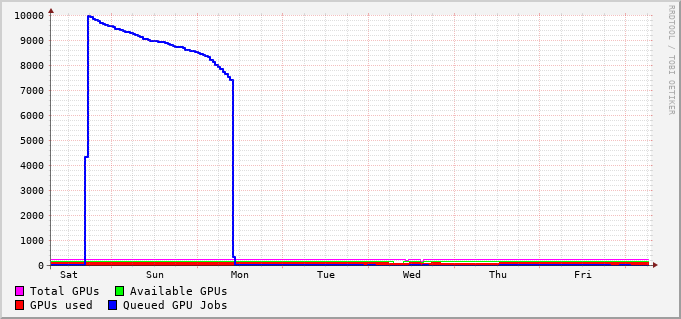 10000
9000
8000
7000
6000
5000
4000
3000
2000
1000
0
Sat Sun Mon Tue Wed Thu Fri
Total GPUs Available GPUs
GPUs used Queued GPU Jobs
RRDTOOL / TOBI OETIKER